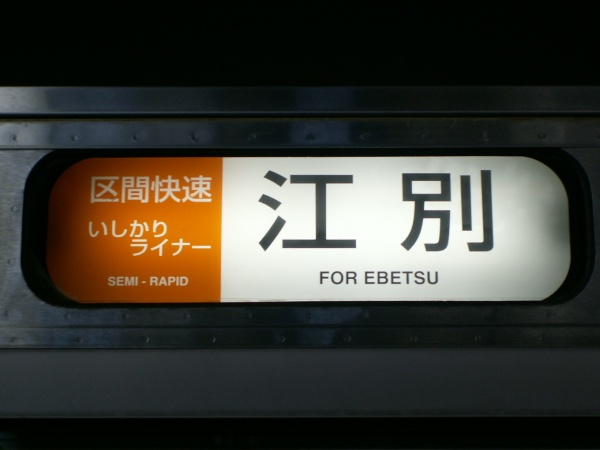 区間快速
いしかり
ライナー
SEMI - RAPID
江別
FOR EBETSU